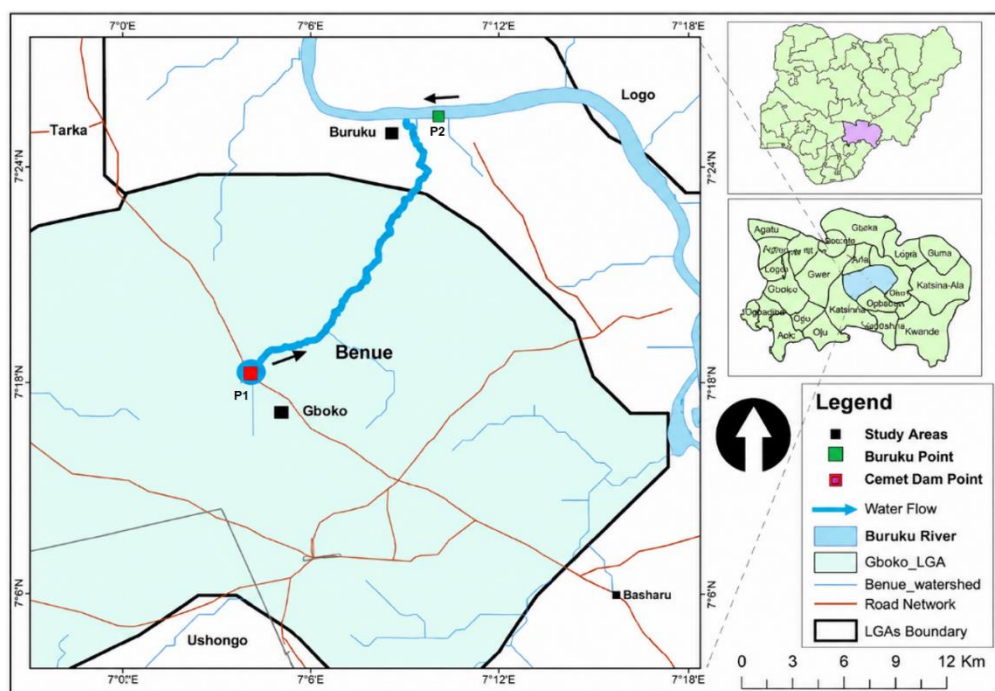 7°0'E
7°6'E
7°12'E
7°18'E
Tarka
Logo
Buruku
P2
7°24'N
7°24'N
Benue
7°18'N
7°18'N
P1
Gboko
7°6'N
7°6'N
Basharu
Ushongo
7°0'E
7°6'E
7°12'E
7°18'E
Agatu
Gboko
Guma
Logo
Gwer
Katsina-Ala
Gboko
Katsinna
Oju
Kwande
Legend
Study Areas
Buruku Point
Cemet Dam Point
Water Flow
Buruku River
Gboko_LGA
Benue_watershed
Road Network
LGAs Boundary
0 3 6 9 12 Km